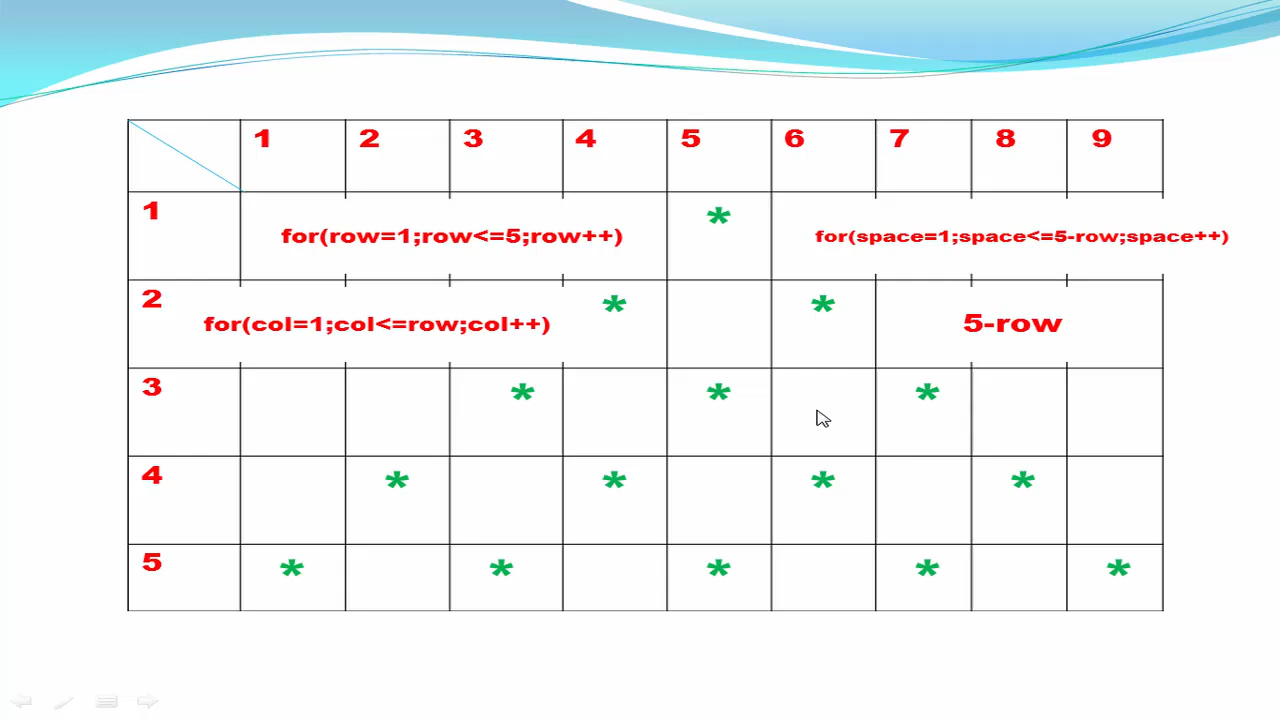 1 2 3 4 5 6 7 8 9
1 for(row=1;row<=5;row++) * for(space=1;space<=5-row;space++)
2 for(col=1;col<=row;col++) * * 5-row
3 * * *
4 * * * *
5 * * * * *